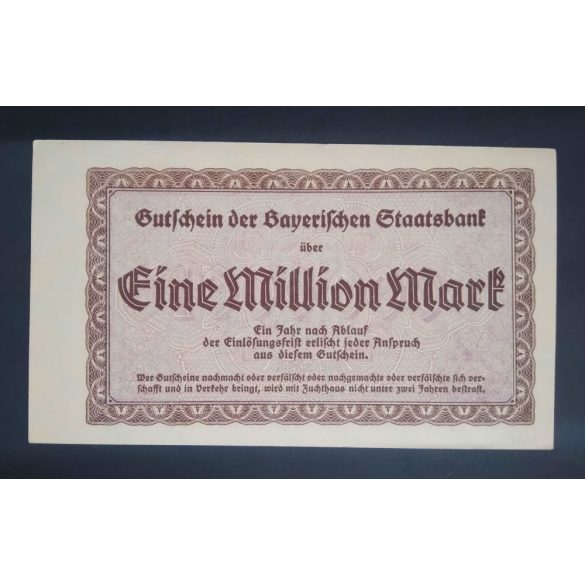 Gutschein der Bayerischen Staatsbank
über
Eine Million Mark
Ein Jahr nach Ablauf
der Einlösungsfrist erlischt jeder Anspruch
aus diesem Gutschein.
Wer Gutscheine nachmacht oder verfälscht oder nachgemachte oder verfälschte sich ver-
schafft und in Verkehr bringt, wird mit Zuchthaus nicht unter zwei Jahren bestraft.